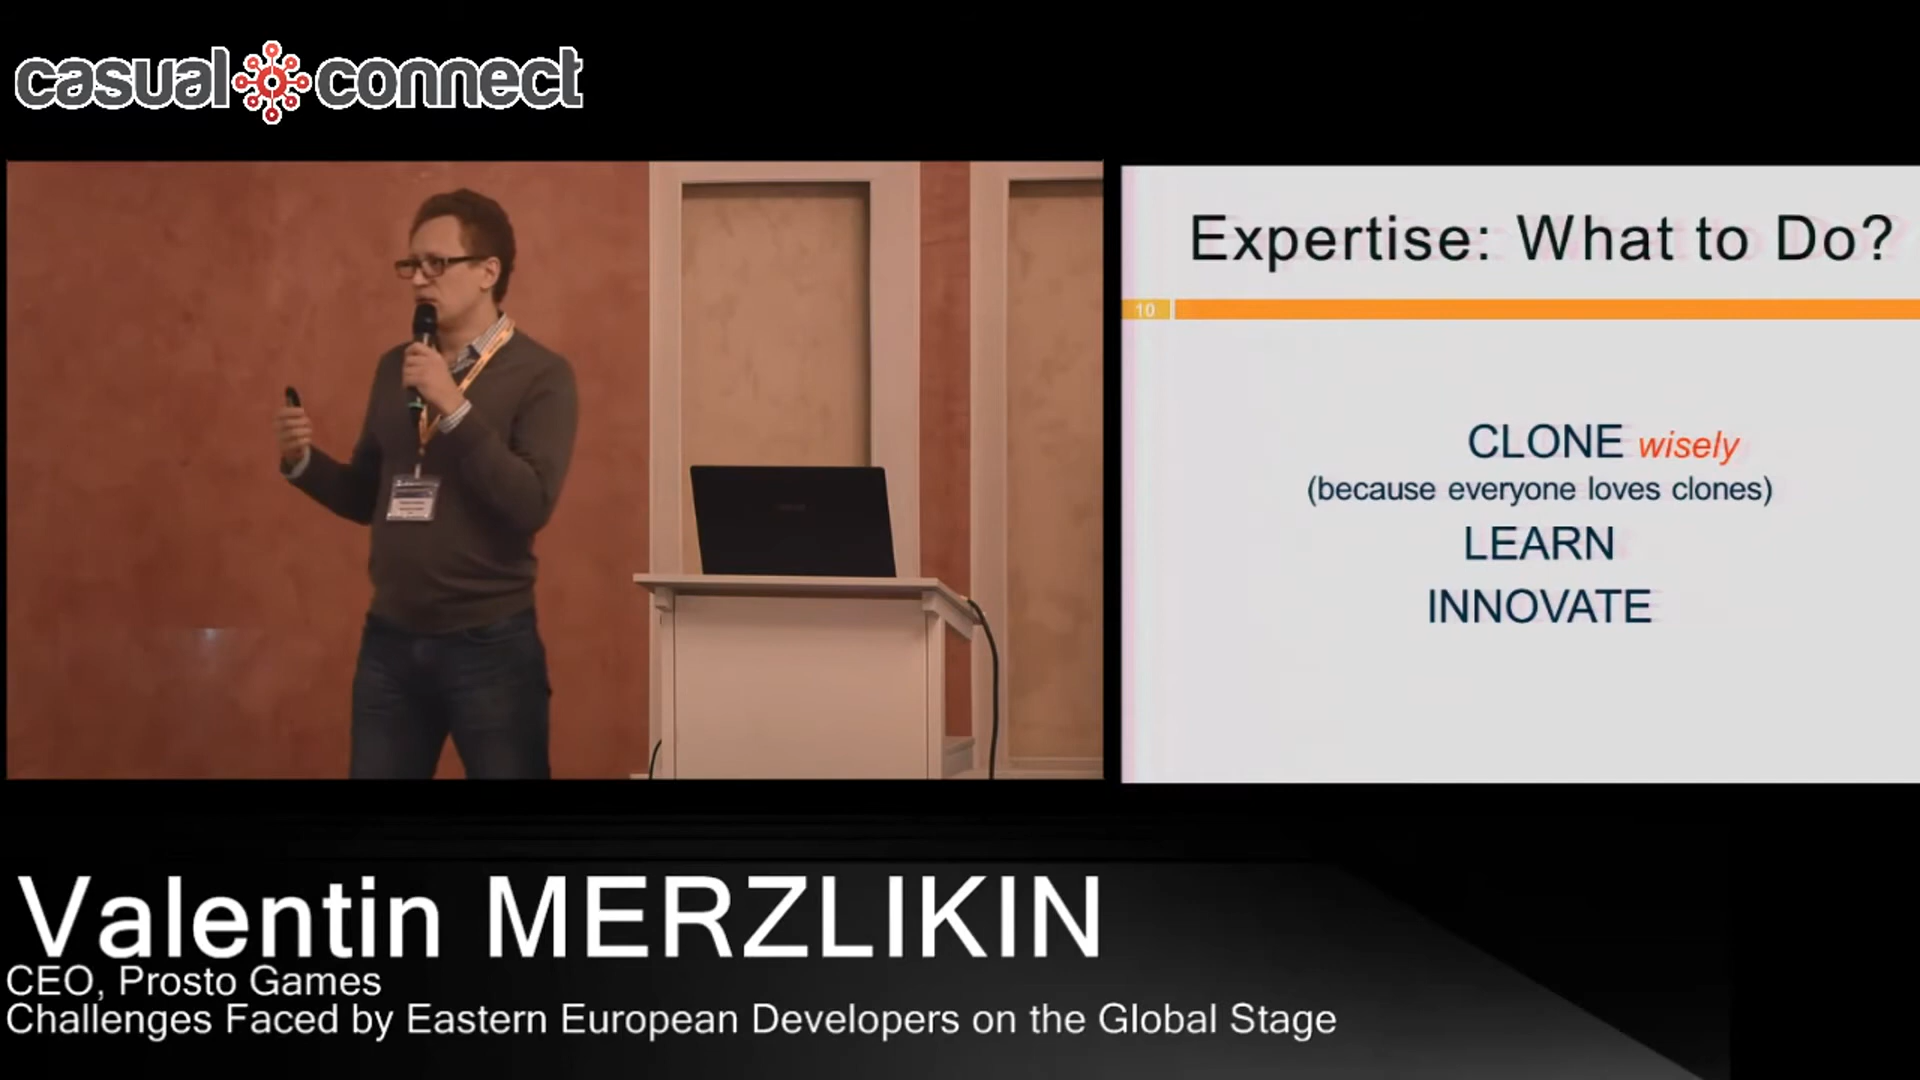 casual connect
Expertise: What to Do?
10
CLONE wisely
(because everyone loves clones)
LEARN
INNOVATE
Valentin MERZLIKIN
CEO, Prosto Games
Challenges Faced by Eastern European Developers on the Global Stage